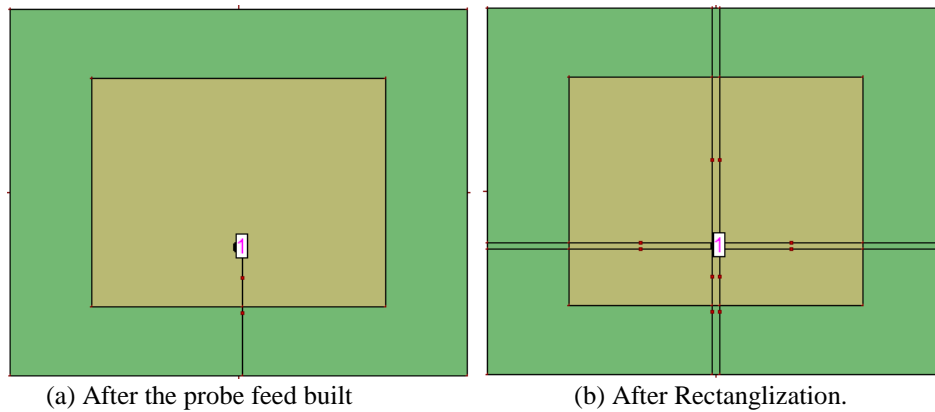 1
1
(a) After the probe feed built
(b) After Rectanglization.